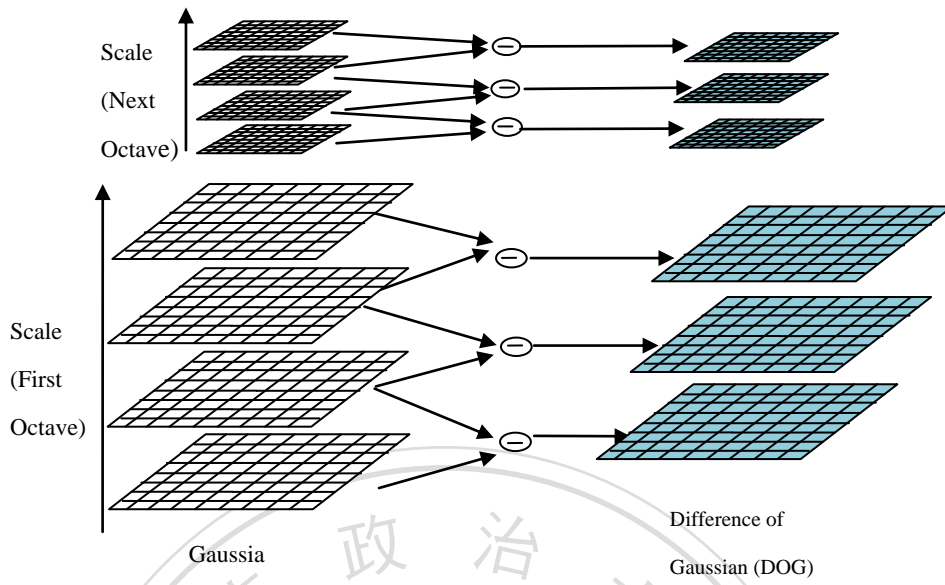 Scale
(Next
Octave)
Scale
(First
Octave)
Gaussia
Difference of
Gaussian (DOG)
政 治